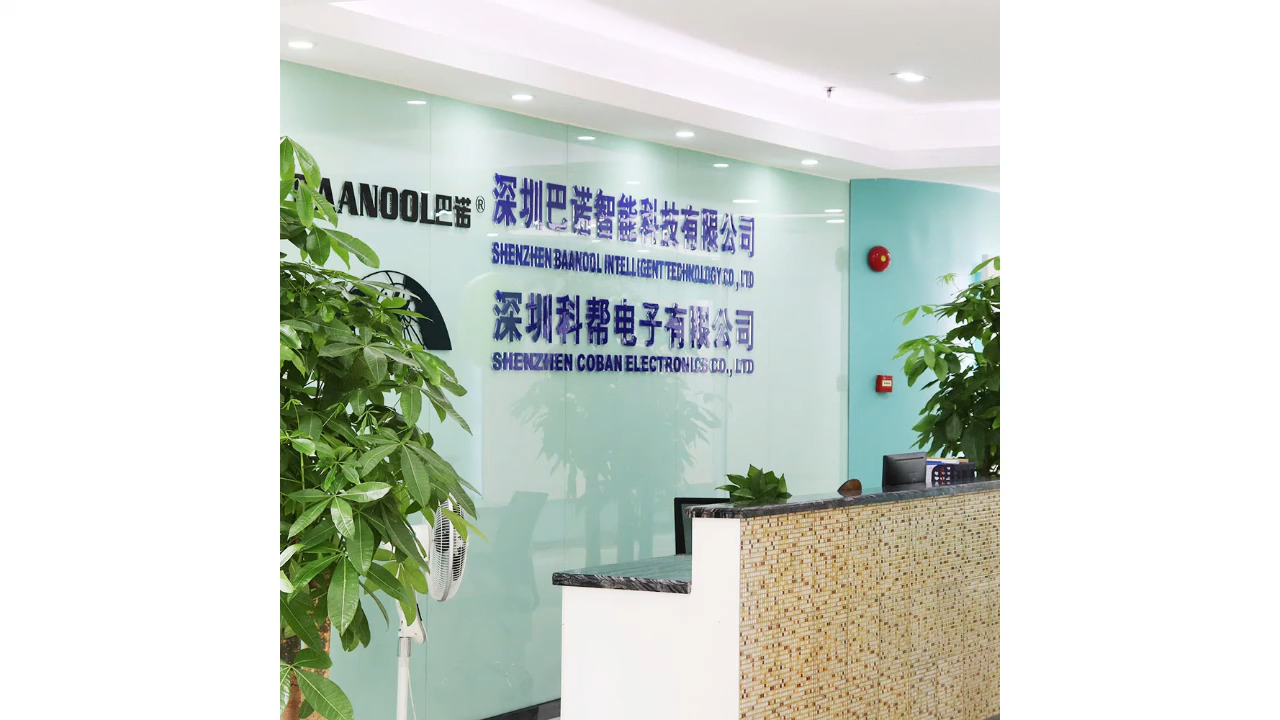 BAANOOL巴诺®
深圳巴诺智能科技有限公司
SHENZHEN BAANOOL INTELLIGENT TECHNOLOGY CO., LTD
深圳科帮电子有限公司
SHENZHEN COBAN ELECTRONICS CO., LTD